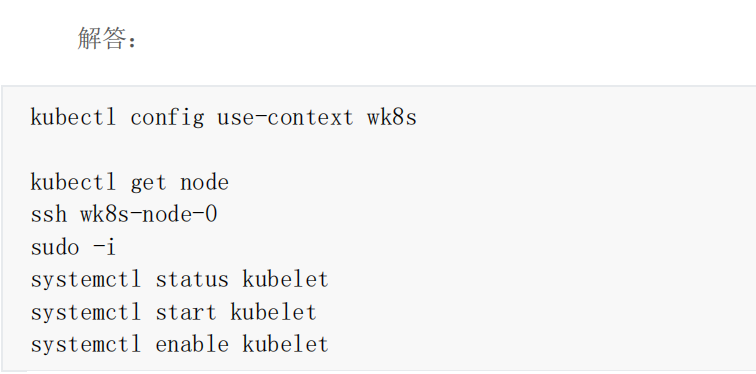 解答：
kubectl config use-context wk8s
kubectl get node
ssh wk8s-node-0
sudo -i
systemctl status kubelet
systemctl start kubelet
systemctl enable kubelet